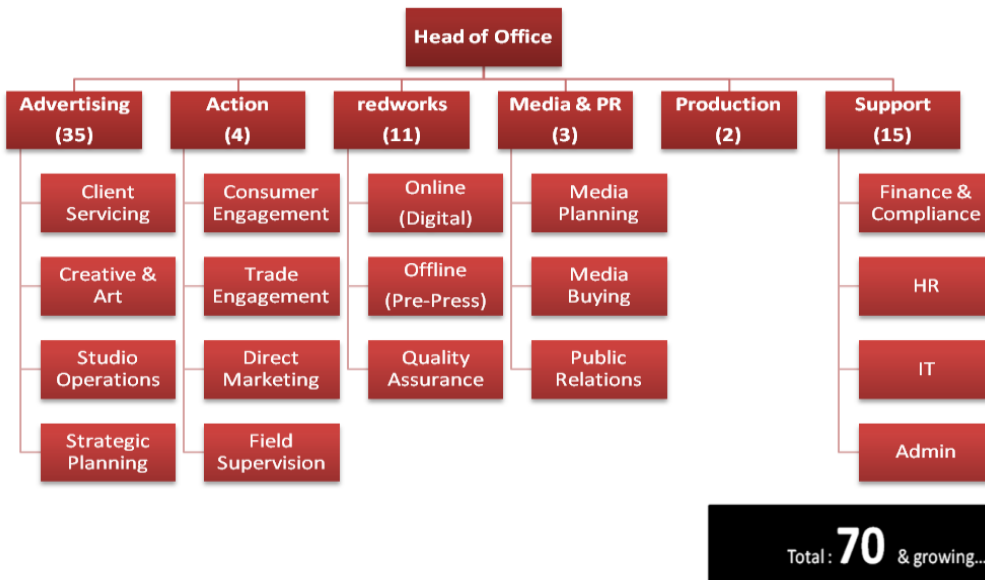 Head of Office
Advertising
(35)
Action
(4)
redworks
(11)
Media & PR
(3)
Production
(2)
Support
(15)
Client
Servicing
Creative &
Art
Studio
Operations
Strategic
Planning
Consumer
Engagement
Trade
Engagement
Direct
Marketing
Field
Supervision
Online
(Digital)
Offline
(Pre-Press)
Quality
Assurance
Media
Planning
Media
Buying
Public
Relations
Finance &
Compliance
HR
IT
Admin
Total : 70 & growing...